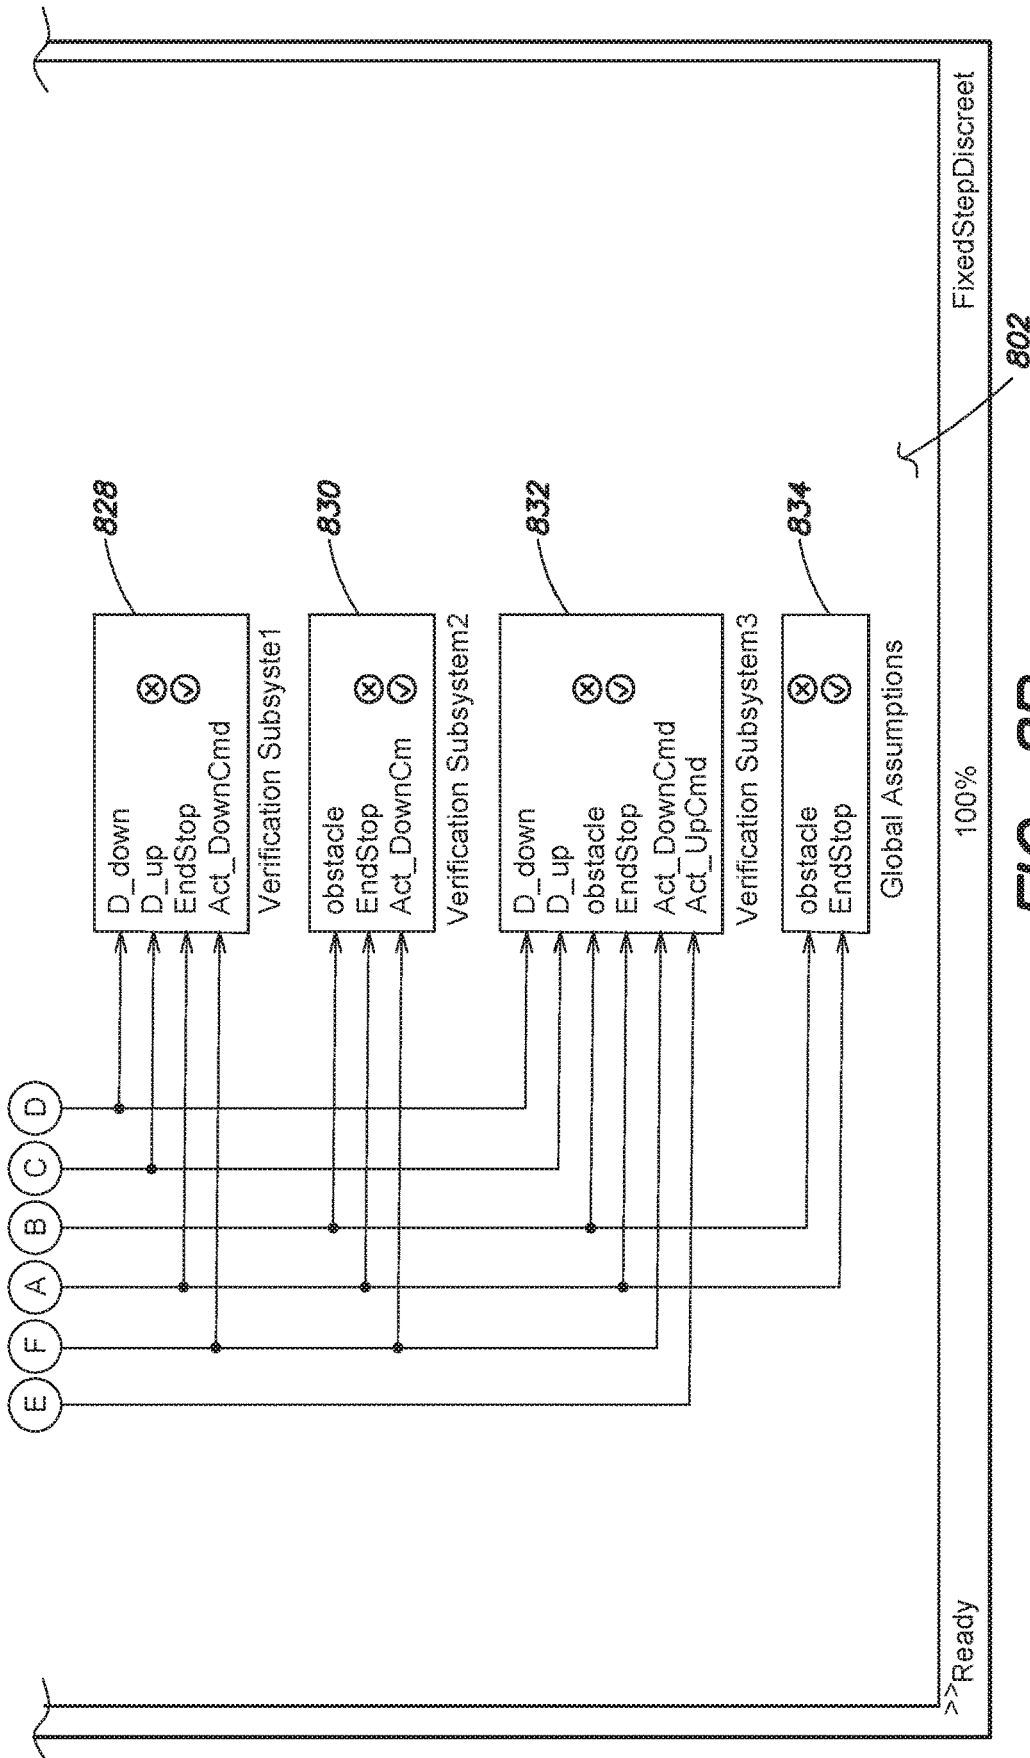 E
F
A
B
C
D
D_down
D_up
EndStop
Act_DownCmd
828
Verification Subsyste1
obstacle
EndStop
Act_DownCm
830
Verification Subsystem2
D_down
D_up
obstacle
EndStop
Act_DownCmd
Act_UpCmd
832
Verification Subsystem3
obstacle
EndStop
834
Global Assumptions
802
>>Ready
100%
FixedStepDiscreet